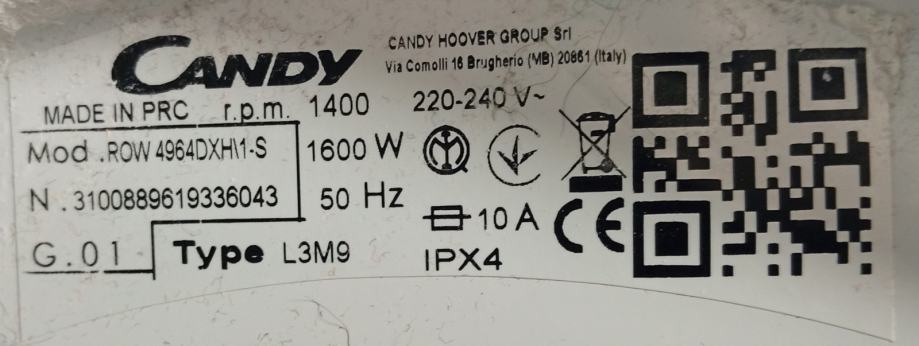 CANDY
CANDY HOOVER GROUP Srl
Via Comolli 16 Brugherio (MB) 20861 (Italy)
MADE IN PRC r.p.m. 1400 220-240 V~
Mod .ROW 4964DXH\1-S 1600 W
N . 3100889619336043 50 Hz
10 A
G.01 Type L3M9 IPX4
CE